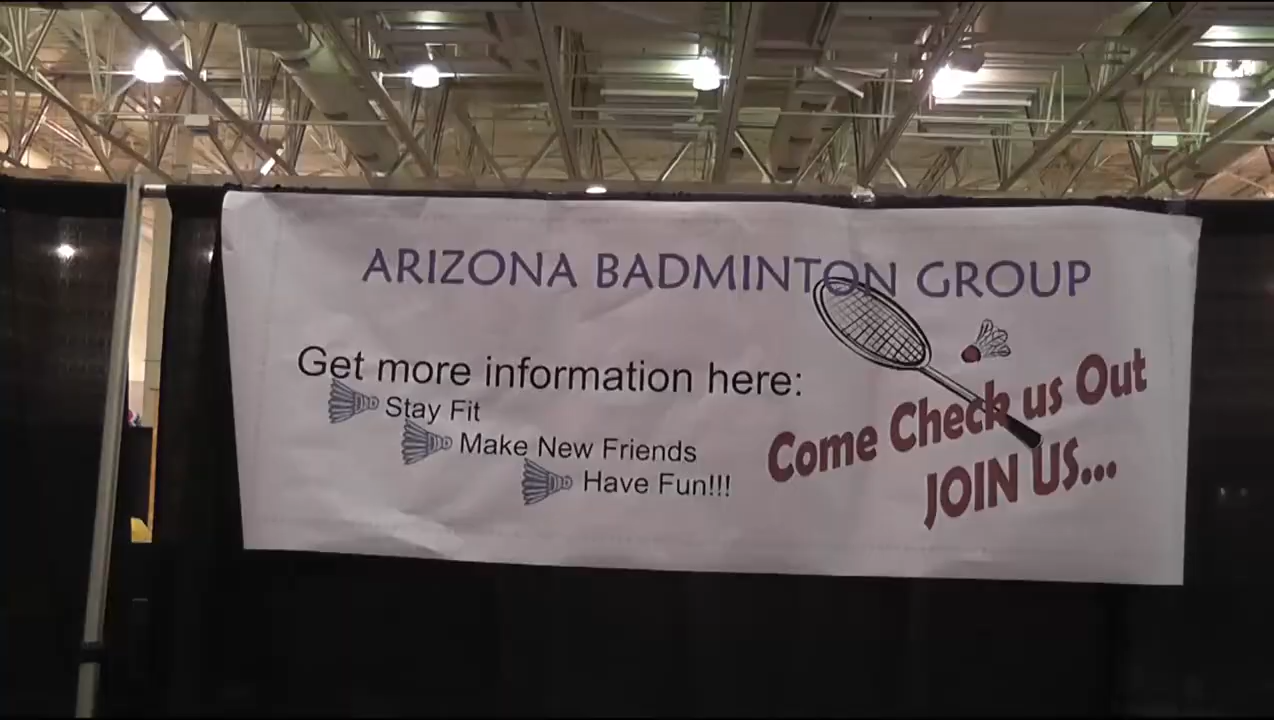 ARIZONA BADMINTON GROUP
Get more information here:
Stay Fit
Make New Friends
Have Fun!!!
Come Check us Out
JOIN US...